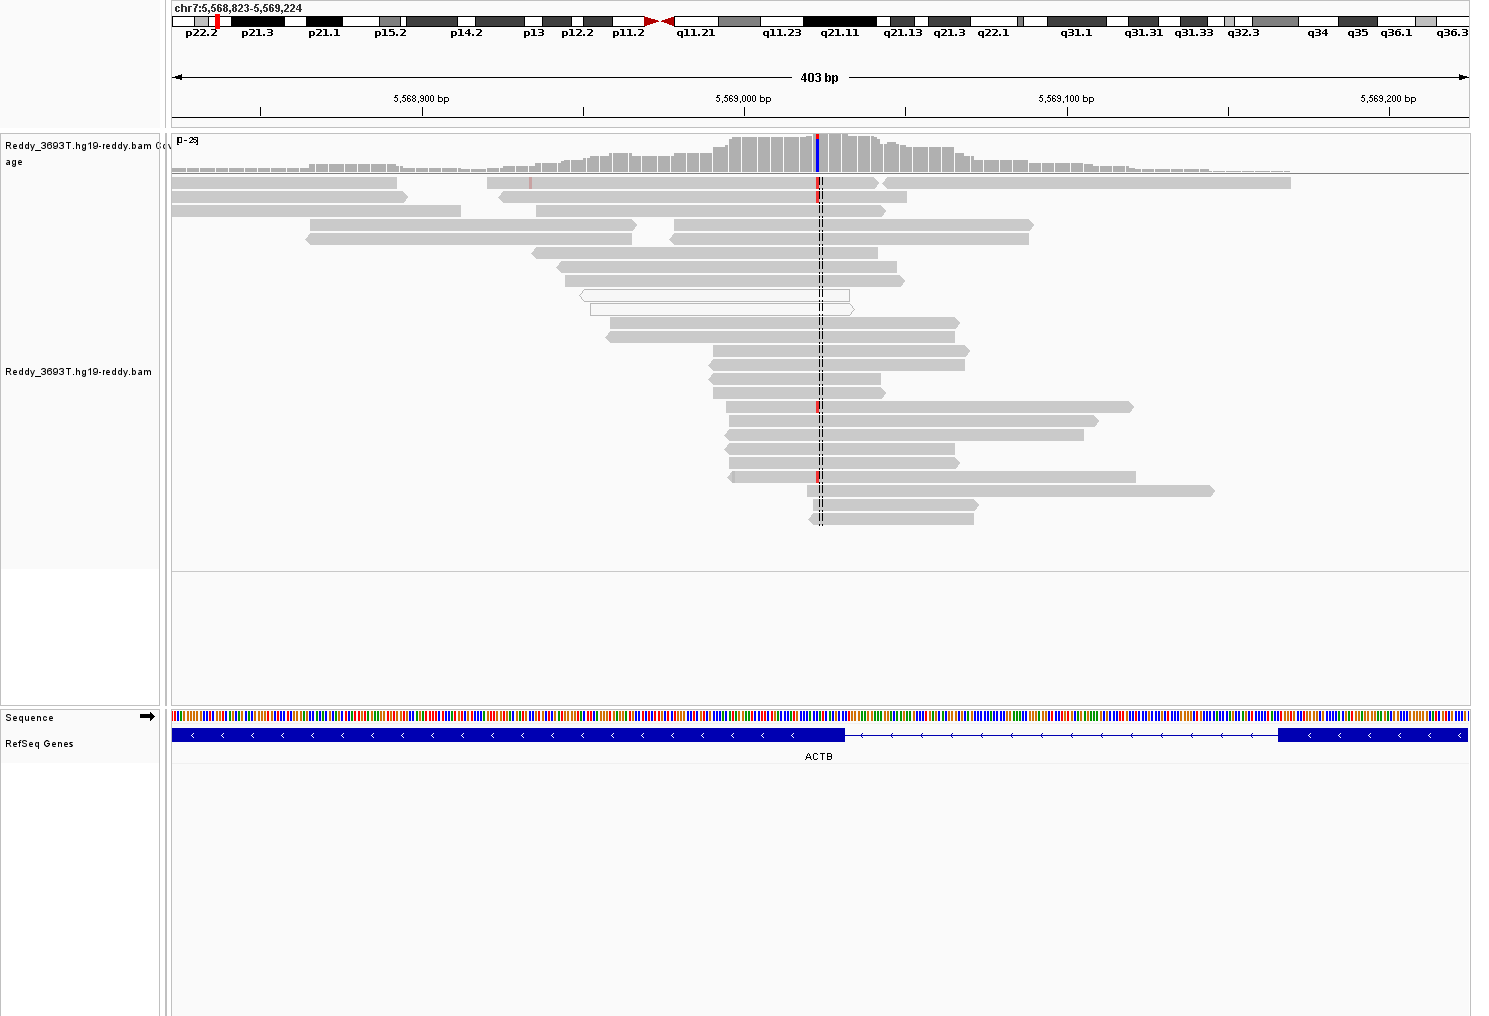 chr7:5,568,823-5,569,224
p22.2 p21.3 p21.1 p15.2 p14.2 p13 p12.2 p11.2 q11.21 q11.23 q21.11 q21.13 q21.3 q22.1 q31.1 q31.31 q31.33 q32.3 q34 q35 q36.1 q36.3
403 bp
5,568,900 bp 5,569,000 bp 5,569,100 bp 5,569,200 bp
[0-25]
Reddy_3693T.hg19-reddy.bam Cov
age
Reddy_3693T.hg19-reddy.bam
Sequence
RefSeq Genes
ACTB